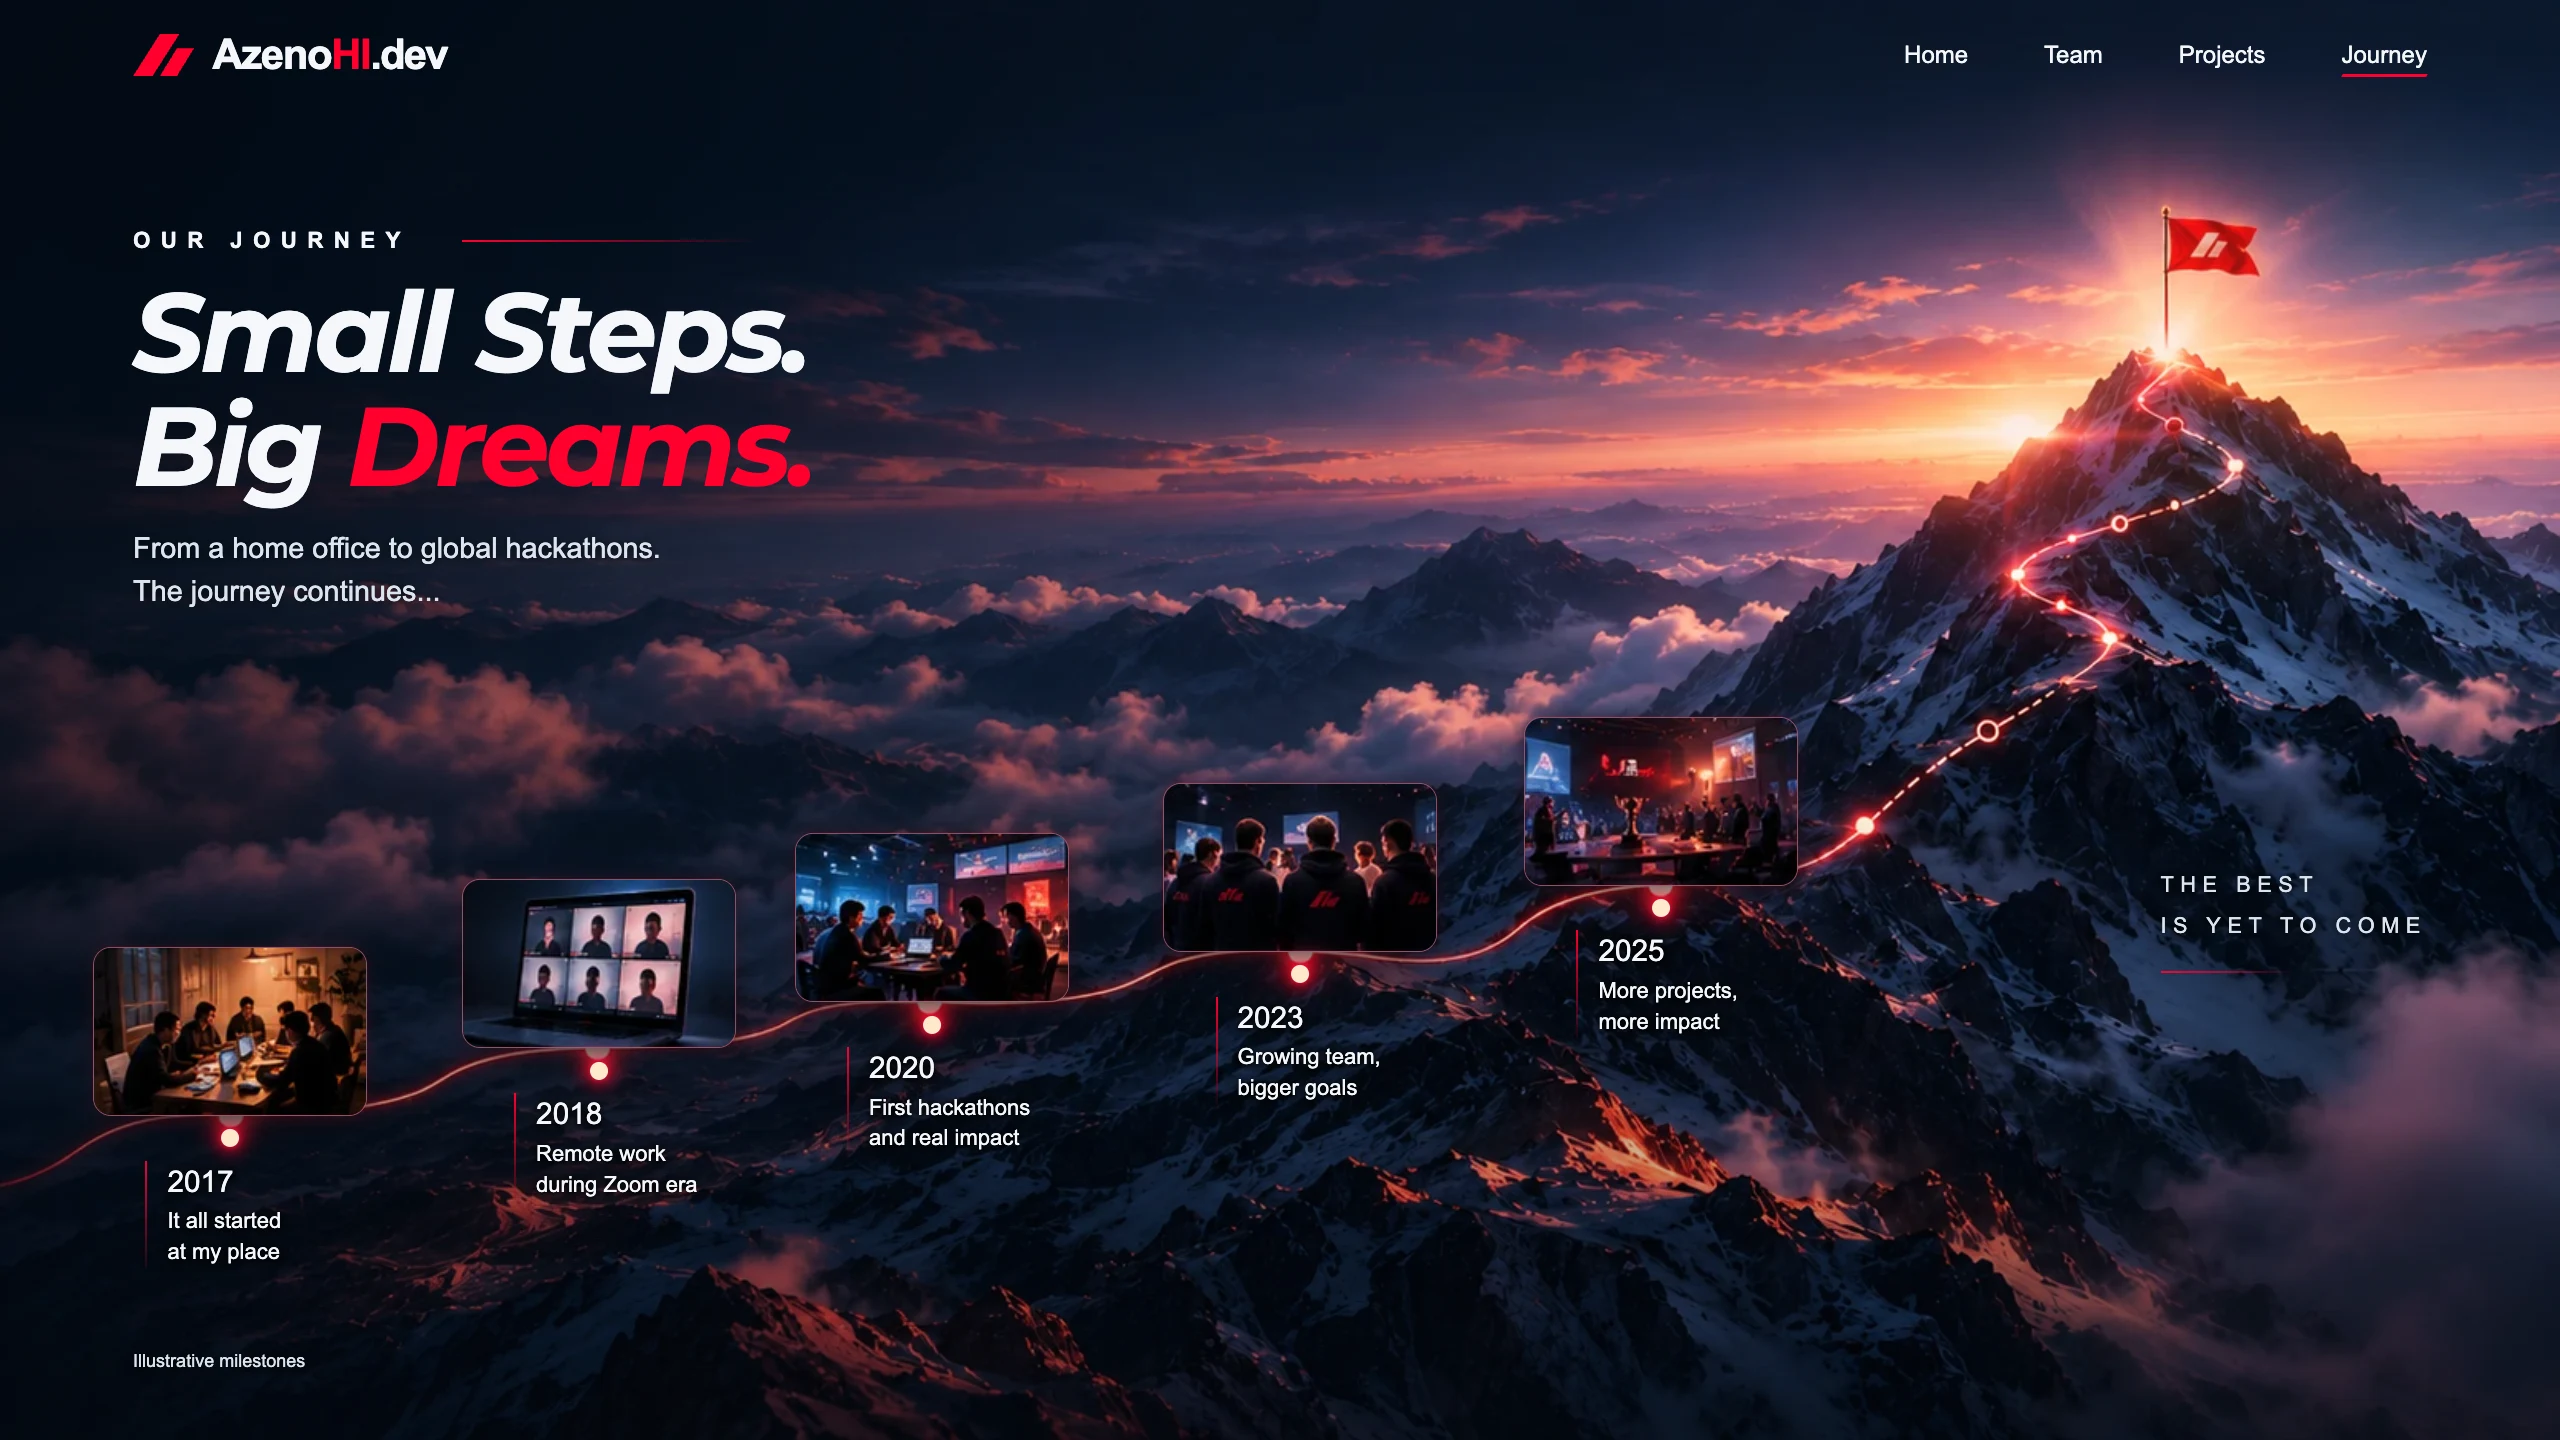 AzenoHI.dev
Home
Team
Projects
Journey
OUR JOURNEY
Small Steps.
Big Dreams.
From a home office to global hackathons.
The journey continues...
2017
It all started
at my place
2018
Remote work
during Zoom era
2020
First hackathons
and real impact
2023
Growing team,
bigger goals
2025
More projects,
more impact
THE BEST
IS YET TO COME
Illustrative milestones